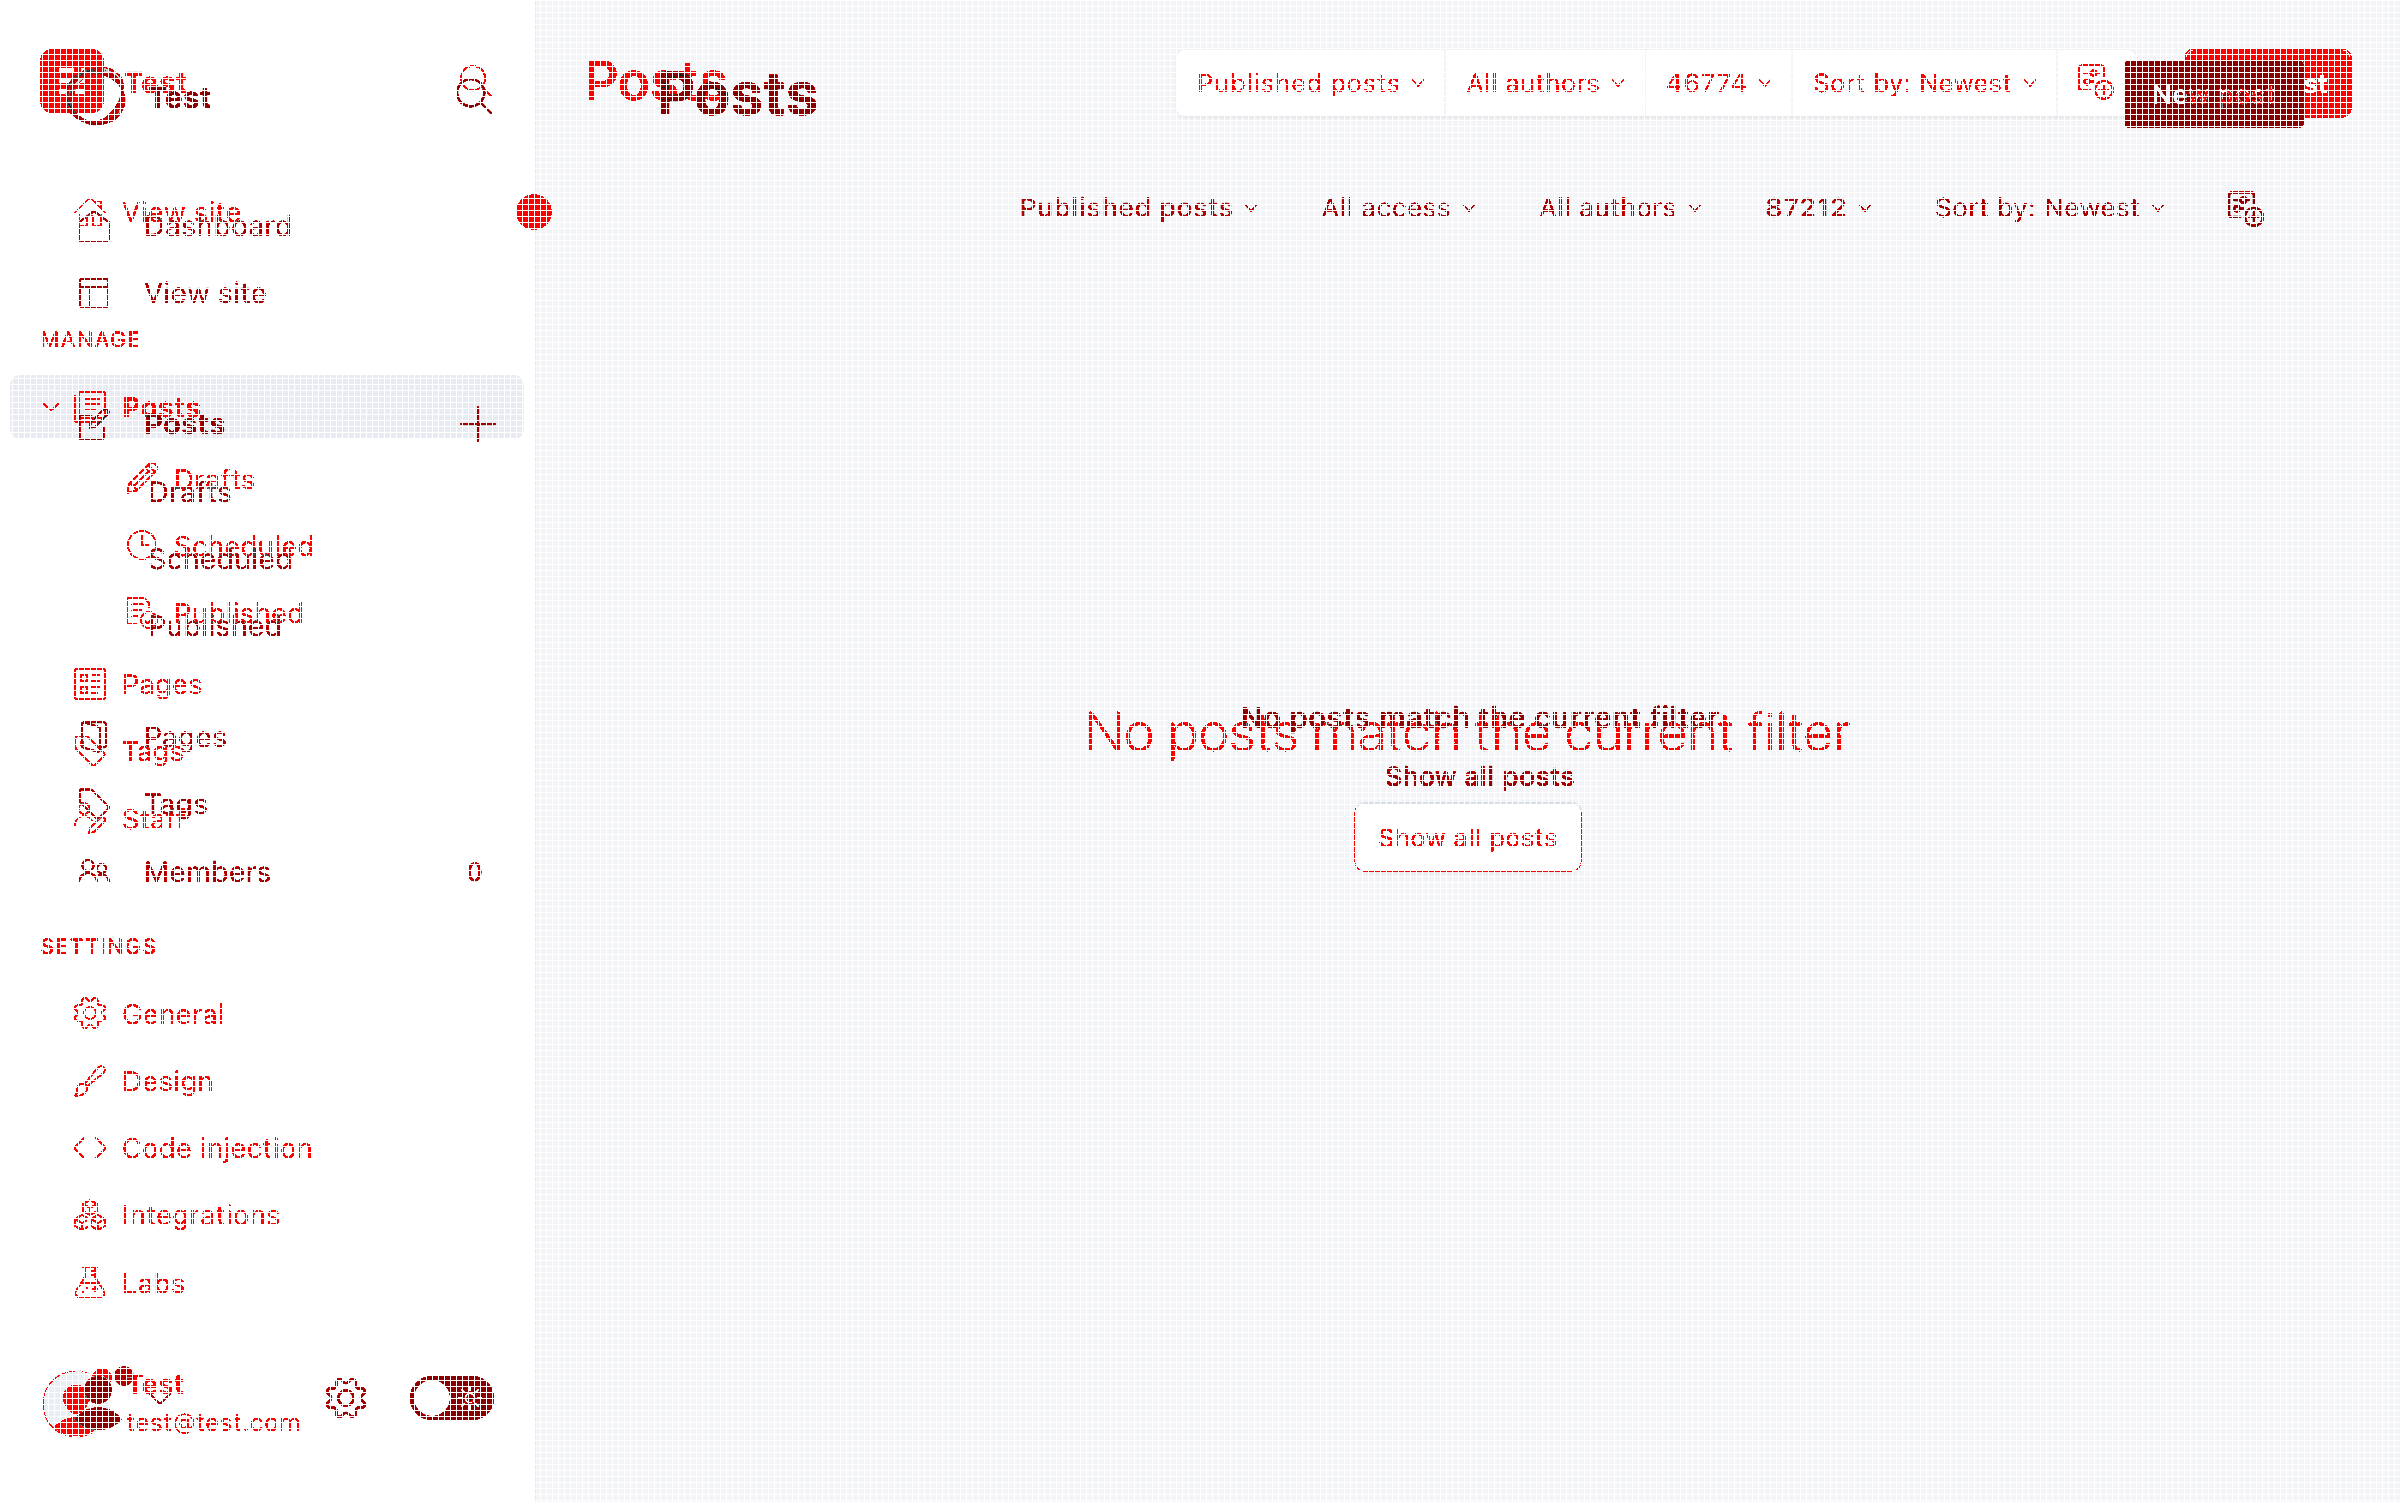 Test
Test
Posts
Posts
Published posts
All authors
46774
Sort by: Newest
New post
Published posts
All access
All authors
87212
Sort by: Newest
View site
Dashboard
View site
MANAGE
Posts
Posts
Drafts
Drafts
Scheduled
Scheduled
Published
Published
Pages
Pages
Tags
Tags
Staff
Members 0
No posts match the current filter
No posts match the current filter
Show all posts
Show all posts
SETTINGS
General
Design
Code injection
Integrations
Labs
Test
test@test.com